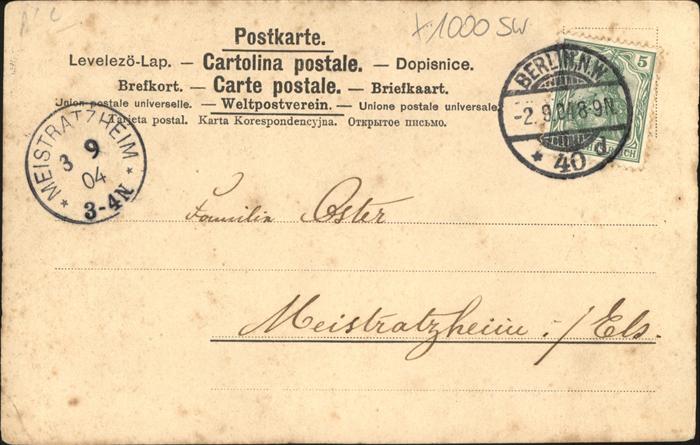 x 1000 SW
Postkarte.
Levelezö-Lap. — Cartolina postale. — Dopisnice.
Brefkort. — Carte postale. — Briefkaart.
Union postale universelle. — Weltpostverein. — Union postale universale
Tarjeta postal. Karta Korespondencyjna. Открытое письмо.
5
BERLIN,N.W.
-2.9.04.8-9N.
* 40 d
MEISTRATZHEIM
3 9
04
3-4N
Familie Oster
Meistratzheim i/Els.